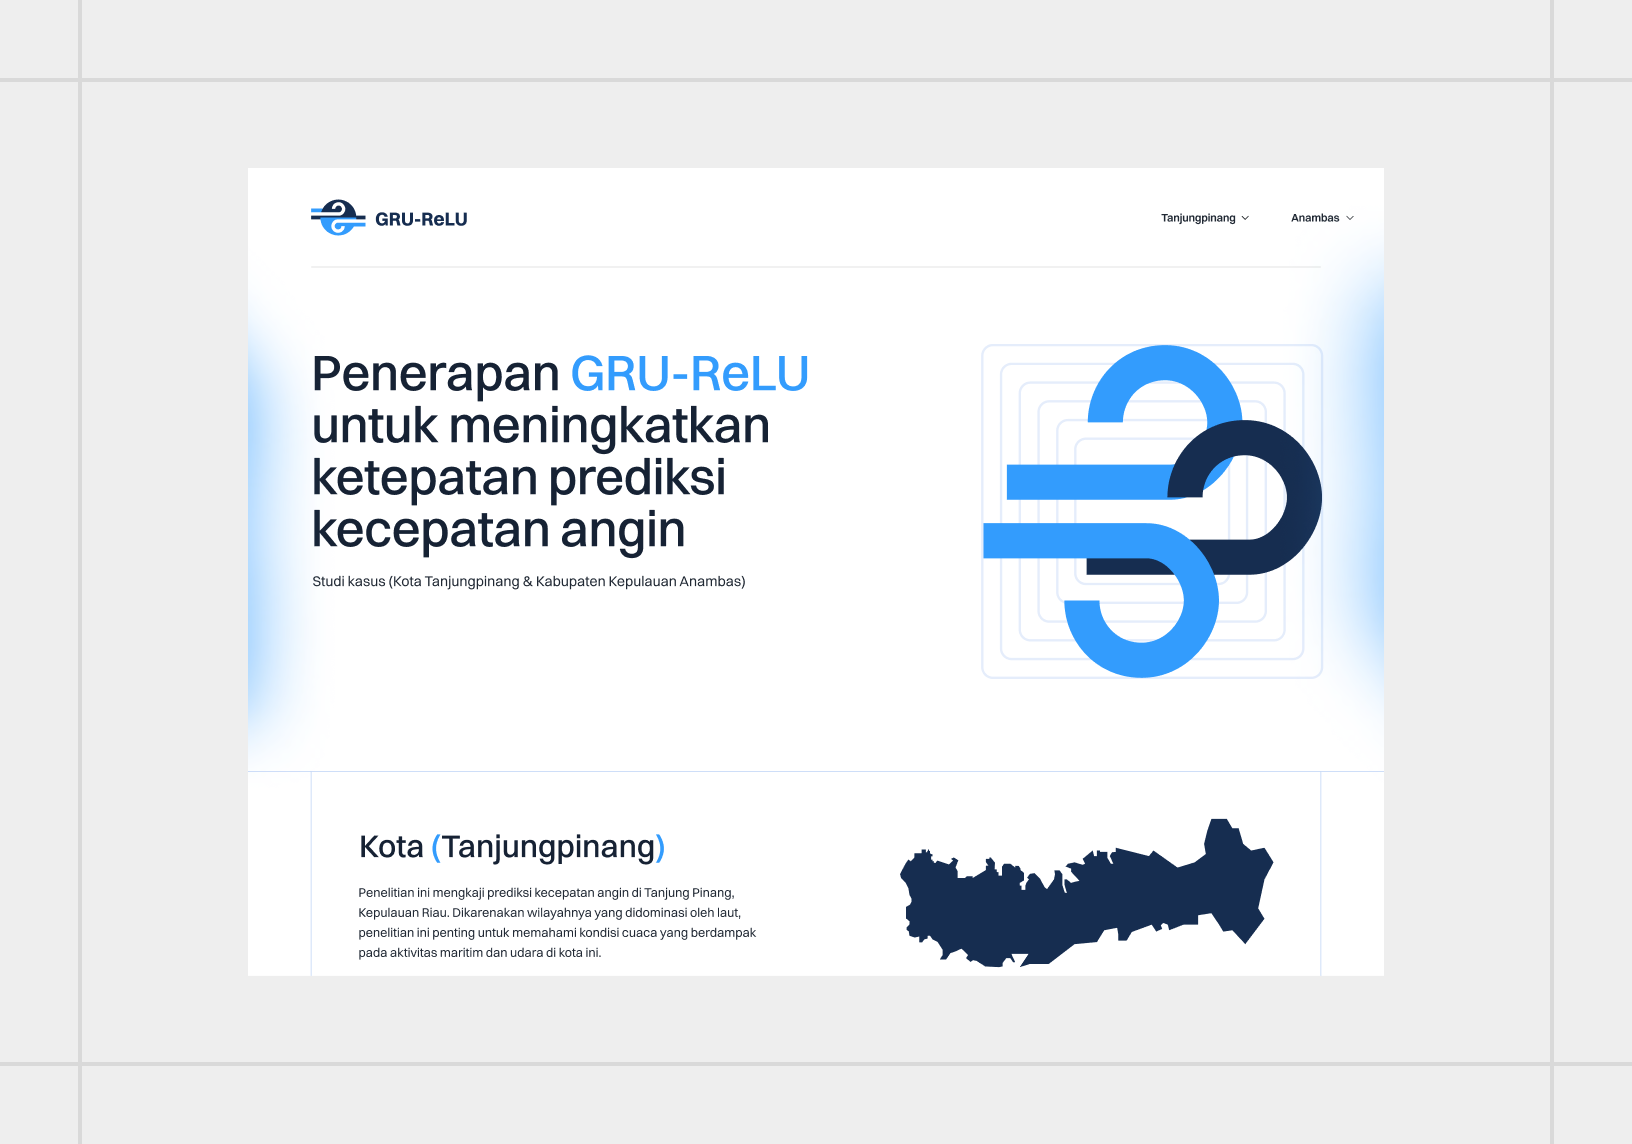 GRU-ReLU
Tanjungpinang
Anambas
Penerapan GRU-ReLU
untuk meningkatkan
ketepatan prediksi
kecepatan angin
Studi kasus (Kota Tanjungpinang & Kabupaten Kepulauan Anambas)
Kota (Tanjungpinang)
Penelitian ini mengkaji prediksi kecepatan angin di Tanjung Pinang,
Kepulauan Riau. Dikarenakan wilayahnya yang didominasi oleh laut,
penelitian ini penting untuk memahami kondisi cuaca yang berdampak
pada aktivitas maritim dan udara di kota ini.